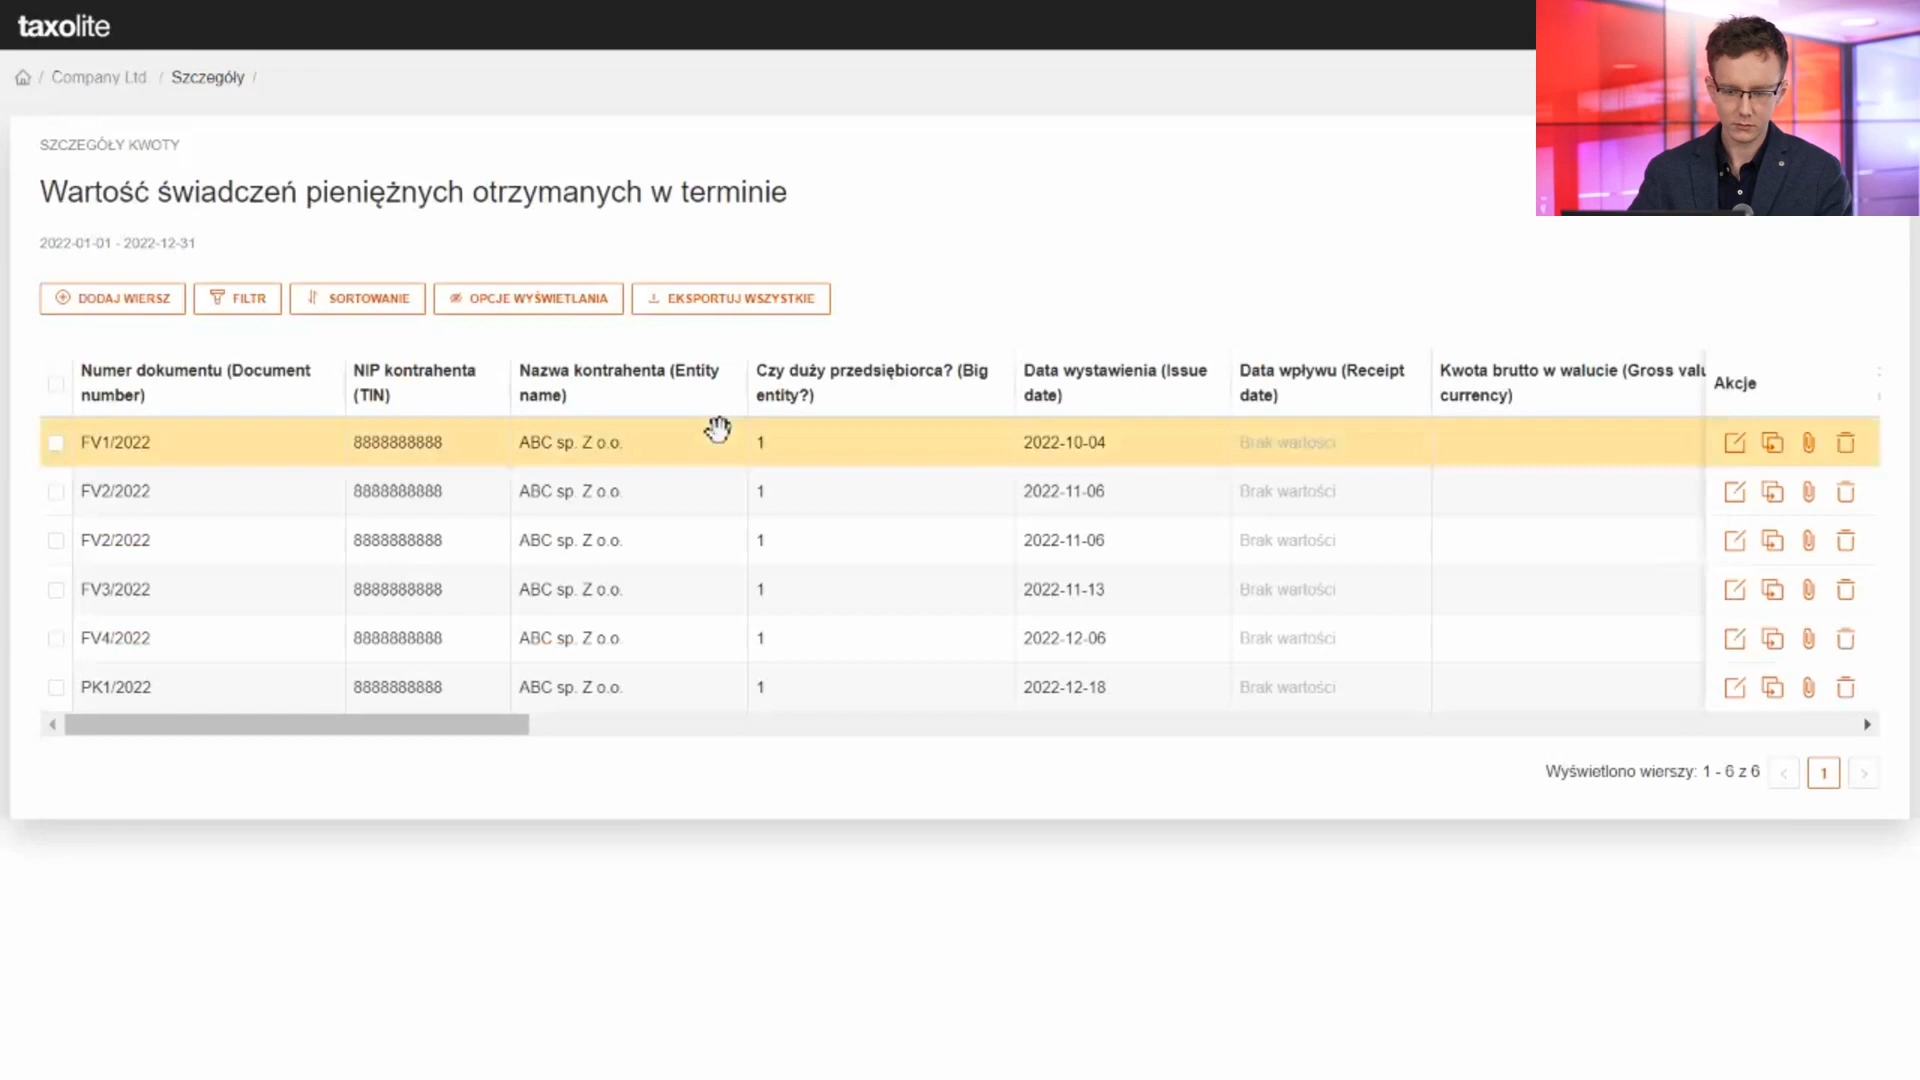 taxolite
/ Company Ltd / Szczegóły /
SZCZEGÓŁY KWOTY
Wartość świadczeń pieniężnych otrzymanych w terminie
2022-01-01 - 2022-12-31
DODAJ WIERSZ FILTR SORTOWANIE OPCJE WYŚWIETLANIA EKSPORTUJ WSZYSTKIE
Numer dokumentu (Document number) NIP kontrahenta (TIN) Nazwa kontrahenta (Entity name) Czy duży przedsiębiorca? (Big entity?) Data wystawienia (Issue date) Data wpływu (Receipt date) Kwota brutto w walucie (Gross valu currency) Akcje
FV1/2022 8888888888 ABC sp. Z o.o. 1 2022-10-04 Brak wartości
FV2/2022 8888888888 ABC sp. Z o.o. 1 2022-11-06 Brak wartości
FV2/2022 8888888888 ABC sp. Z o.o. 1 2022-11-06 Brak wartości
FV3/2022 8888888888 ABC sp. Z o.o. 1 2022-11-13 Brak wartości
FV4/2022 8888888888 ABC sp. Z o.o. 1 2022-12-06 Brak wartości
PK1/2022 8888888888 ABC sp. Z o.o. 1 2022-12-18 Brak wartości
Wyświetlono wierszy: 1 - 6 z 6 < 1 >